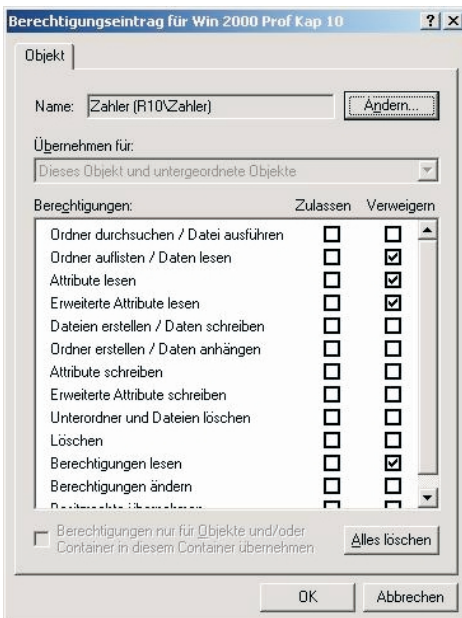 Berechtigungseintrag für Win 2000 Prof Kap 10
Objekt
Name: Zahler (R10\Zahler) Ändern...
Übernehmen für:
Dieses Objekt und untergeordnete Objekte
Berechtigungen: Zulassen Verweigern
Ordner durchsuchen / Datei ausführen
Ordner auflisten / Daten lesen
Attribute lesen
Erweiterte Attribute lesen
Dateien erstellen / Daten schreiben
Ordner erstellen / Daten anhängen
Attribute schreiben
Erweiterte Attribute schreiben
Unterordner und Dateien löschen
Löschen
Berechtigungen lesen
Berechtigungen ändern
Berechtigungen nur für Objekte und/oder
Container in diesem Container übernehmen
Alles löschen
OK Abbrechen